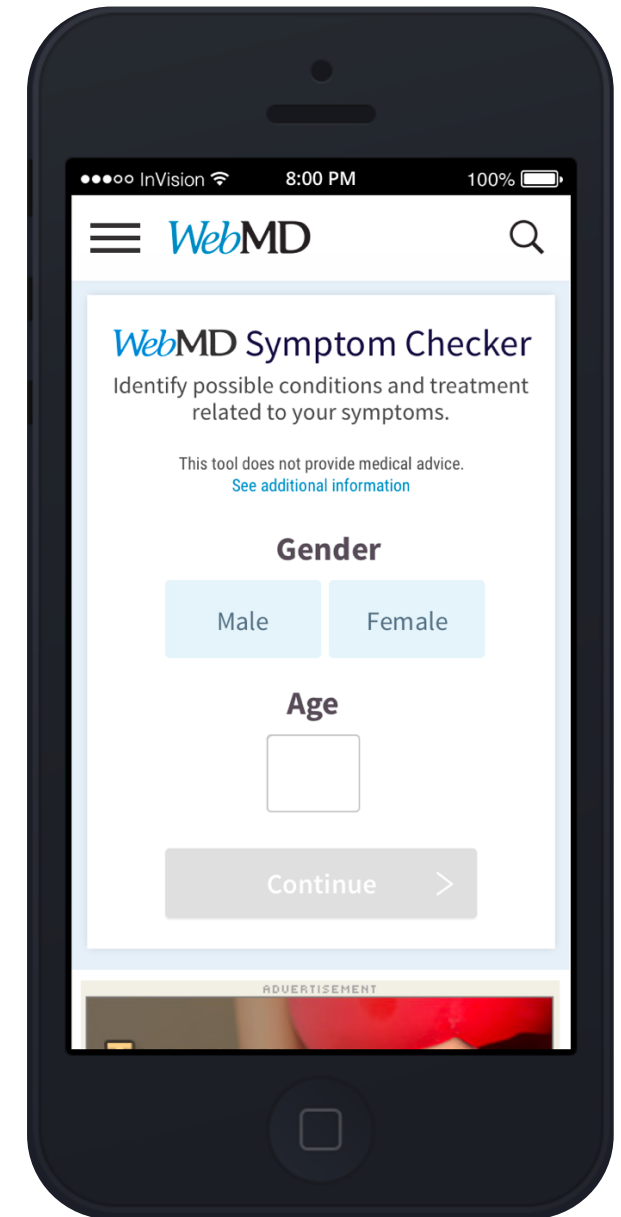 InVision 8:00 PM 100%
WebMD
WebMD Symptom Checker
Identify possible conditions and treatment
related to your symptoms.
This tool does not provide medical advice.
See additional information
Gender
Male Female
Age
Continue
ADVERTISEMENT